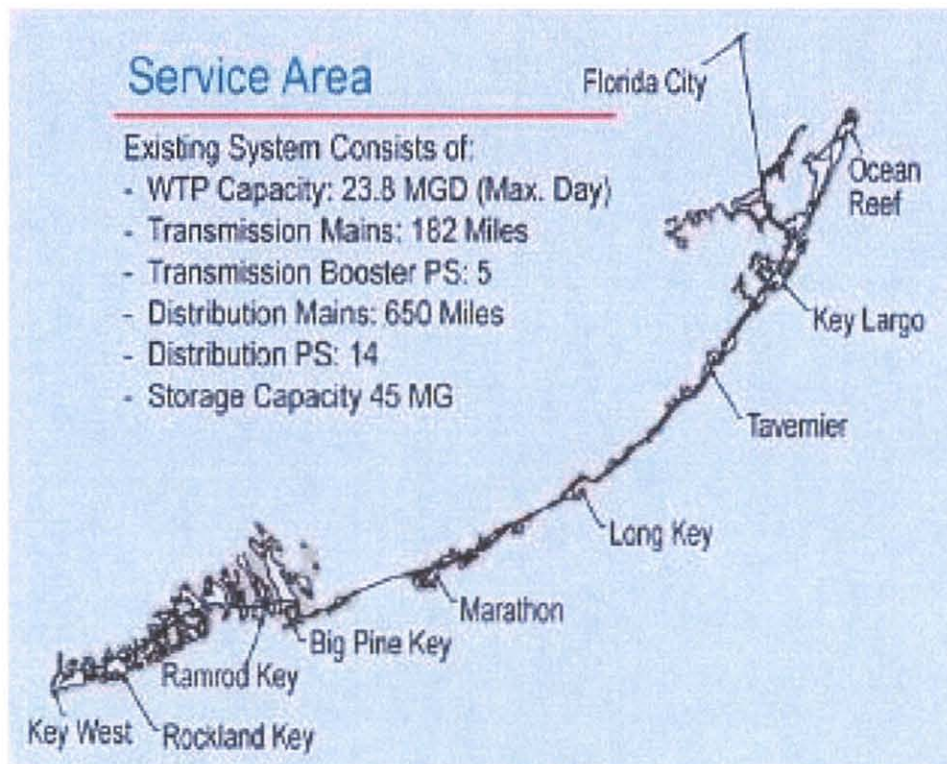 Service Area
Existing System Consists of:
- WTP Capacity: 23.8 MGD (Max. Day)
- Transmission Mains: 182 Miles
- Transmission Booster PS: 5
- Distribution Mains: 650 Miles
- Distribution PS: 14
- Storage Capacity 45 MG
Florida City
Ocean
Reef
Key Largo
Tavernier
Long Key
Marathon
Big Pine Key
Ramrod Key
Key West
Rockland Key